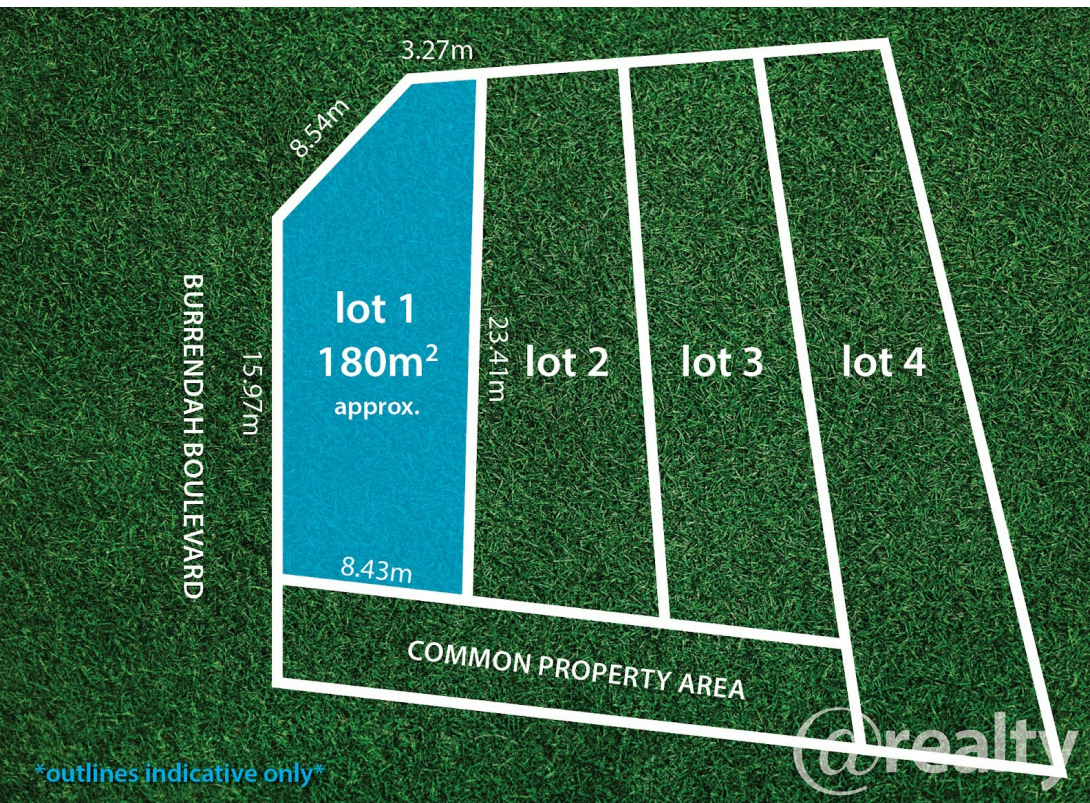 3.27m
8.54m
BURRENDAH BOULEVARD
15.97m
lot 1
180m²
approx.
23.41m
lot 2
lot 3
lot 4
8.43m
COMMON PROPERTY AREA
@realty
*outlines indicative only*